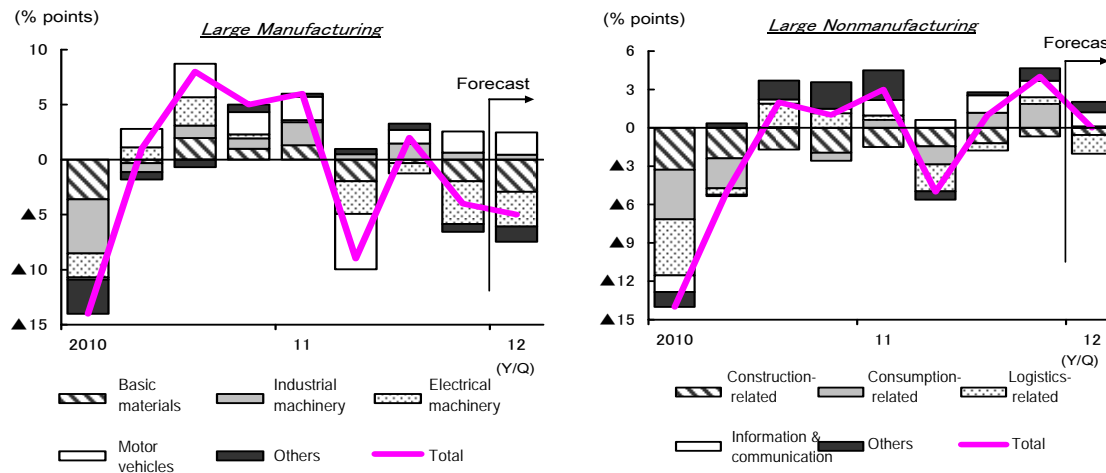 (% points)
Large Manufacturing
10
5
0
▲5
▲10
▲15
Forecast
2010
11
12
(Y/Q)
Basic
materials
Industrial
machinery
Electrical
machinery
Motor
vehicles
Others
Total
(% points)
Large Nonmanufacturing
6
3
0
▲3
▲6
▲9
▲12
▲15
Forecast
2010
11
12
(Y/Q)
Construction-
related
Consumption-
related
Logistics-
related
Information &
communication
Others
Total